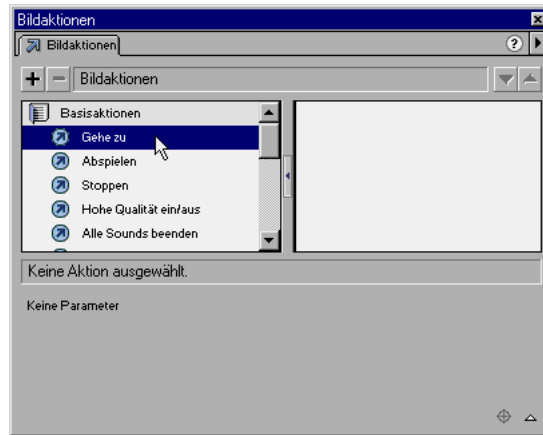 Bildaktionen
Bildaktionen
Bildaktionen
Basisaktionen
Gehe zu
Abspielen
Stoppen
Hohe Qualität ein/aus
Alle Sounds beenden
Keine Aktion ausgewählt.
Keine Parameter